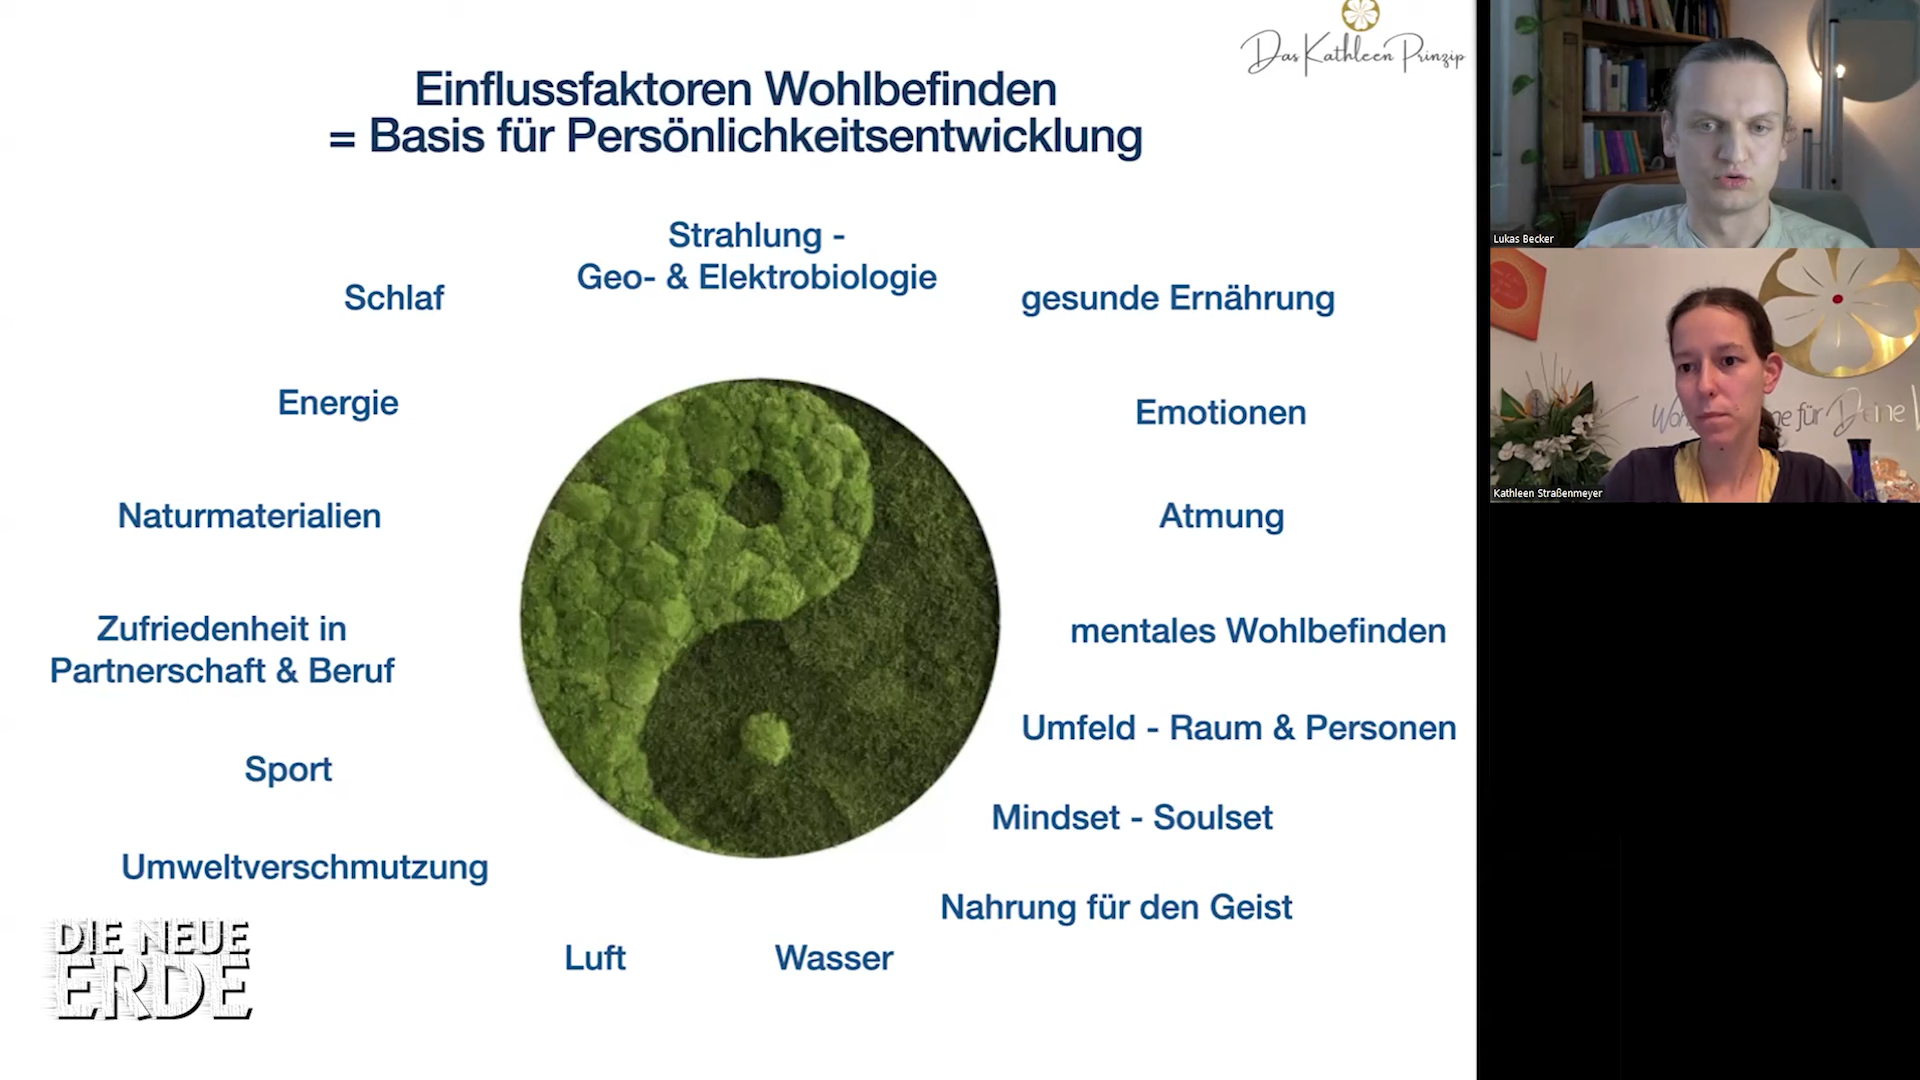 Das Kathleen Prinzip
Einflussfaktoren Wohlbefinden
= Basis für Persönlichkeitsentwicklung
Strahlung -
Geo- & Elektrobiologie
Schlaf
gesunde Ernährung
Energie
Emotionen
Naturmaterialien
Atmung
Zufriedenheit in
Partnerschaft & Beruf
mentales Wohlbefinden
Umfeld - Raum & Personen
Sport
Mindset - Soulset
Umweltverschmutzung
Nahrung für den Geist
Luft
Wasser
DIE NEUE
ERDE
Lukas Becker
für Deine
Kathleen Straßenmeyer